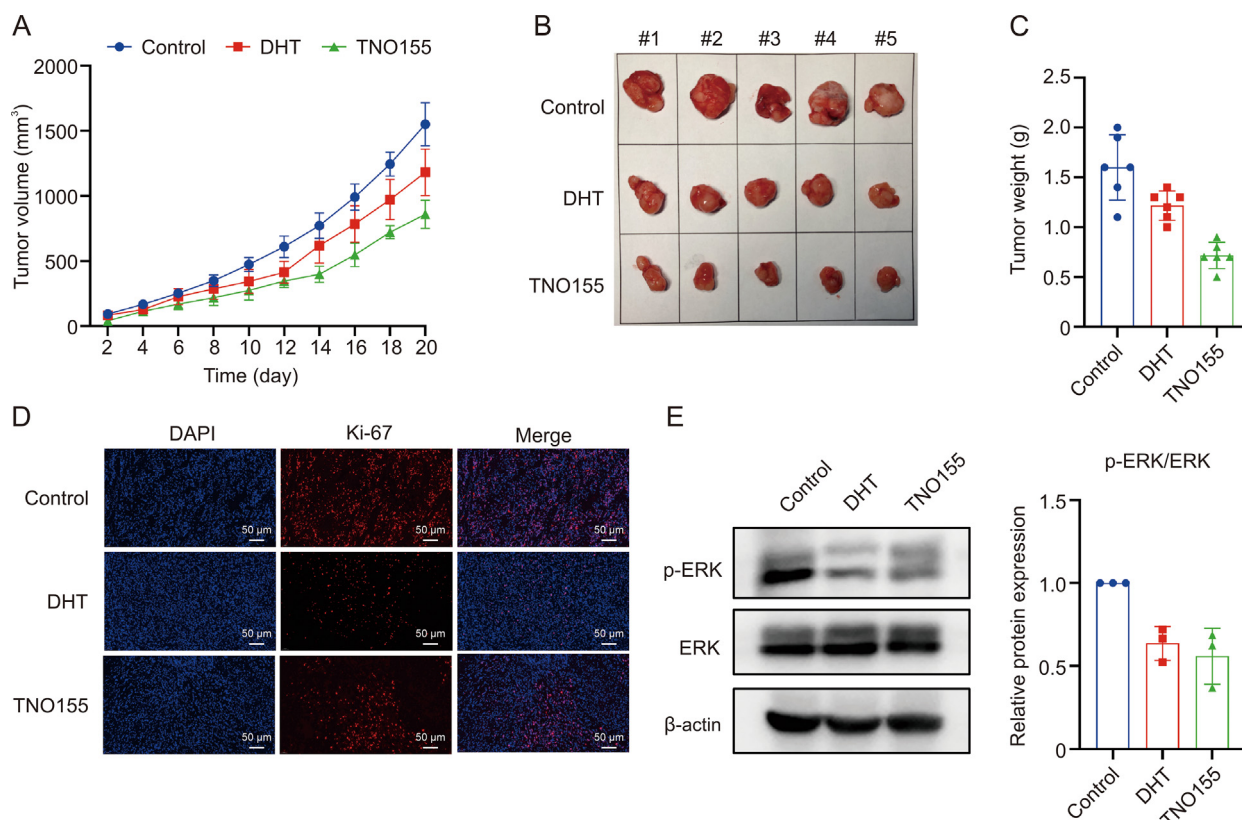 A
Control DHT TNO155
Tumor volume (mm³)
2000
1500
1000
500
0
2 4 6 8 10 12 14 16 18 20
Time (day)
B
#1 #2 #3 #4 #5
Control
DHT
TNO155
C
Tumor weight (g)
2.5
2.0
1.5
1.0
0.5
0
Control
DHT
TNO155
D
DAPI Ki-67 Merge
Control
50 µm 50 µm 50 µm
DHT
50 µm 50 µm 50 µm
TNO155
50 µm 50 µm 50 µm
E
Control DHT TNO155
p-ERK
ERK
β-actin
p-ERK/ERK
Relative protein expression
1.5
1.0
0.5
0
Control
DHT
TNO155